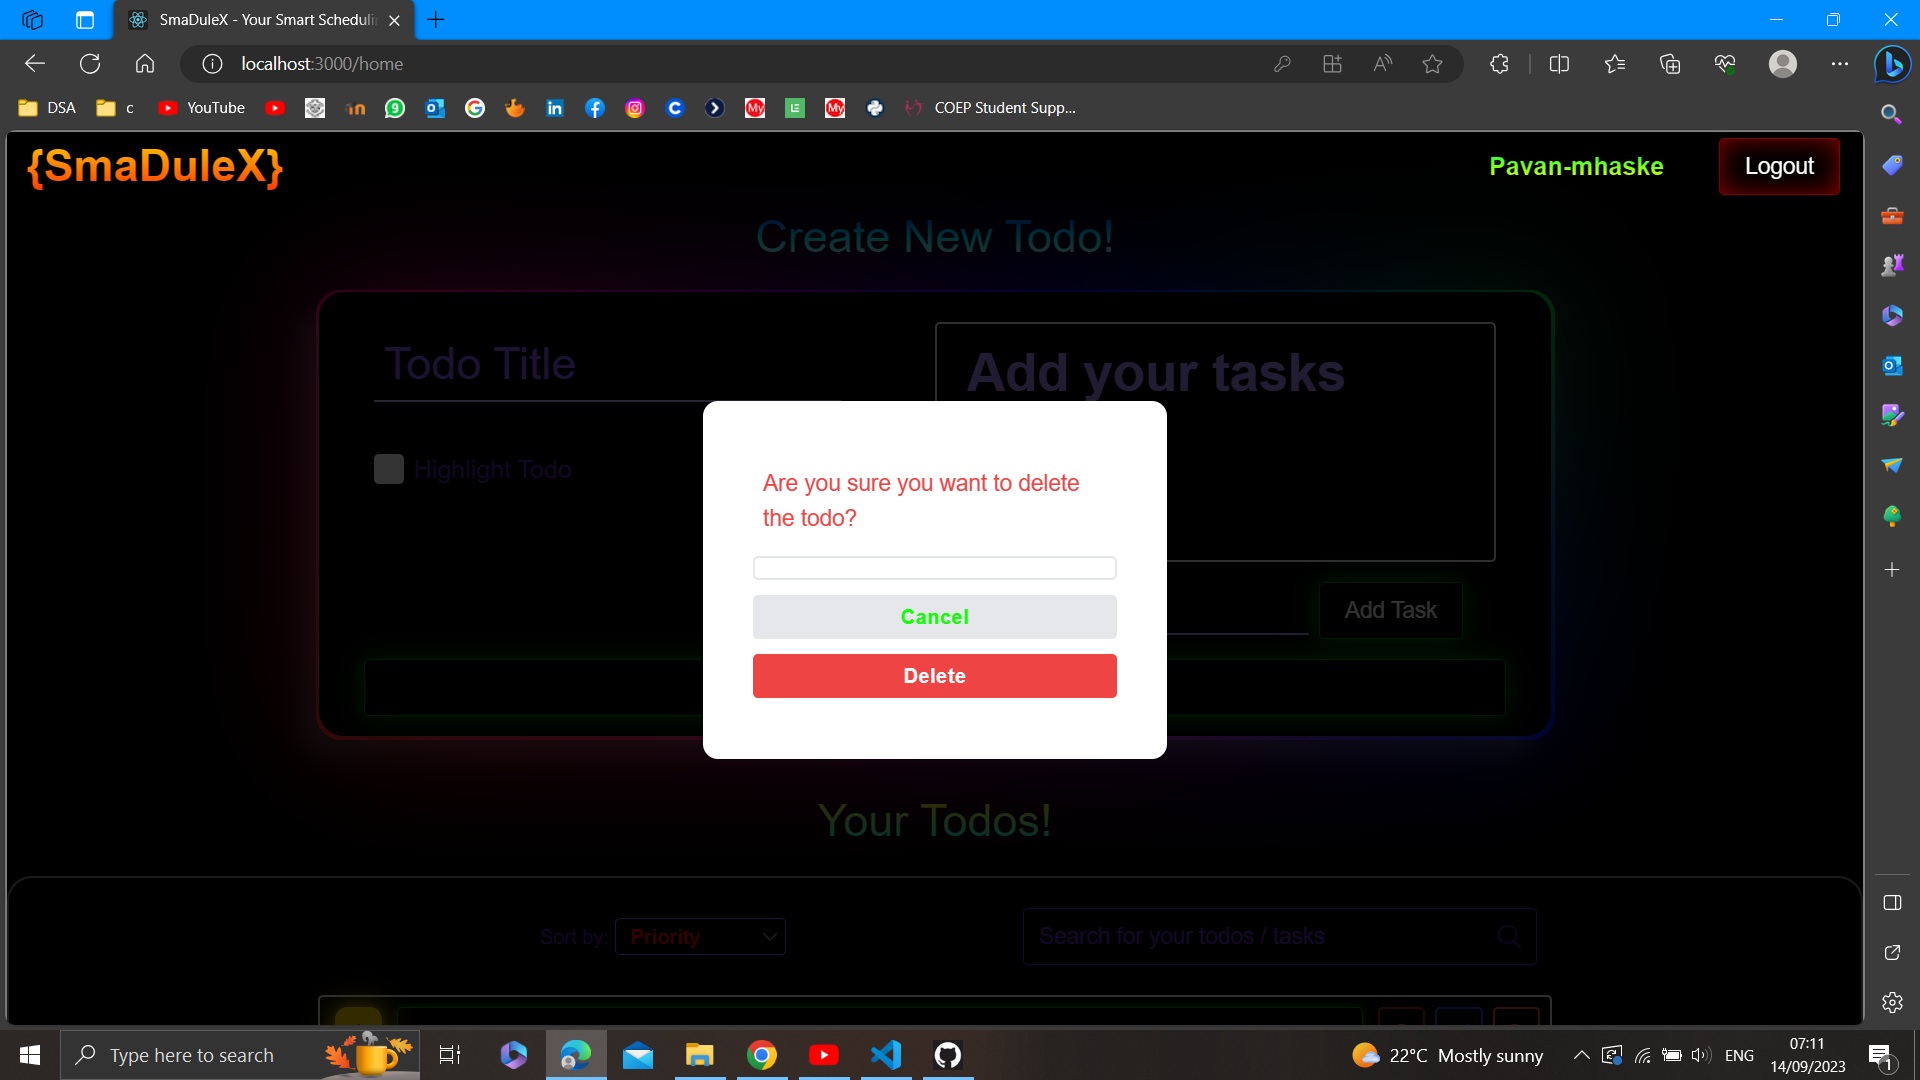 SmaDuleX - Your Smart Schedulin
localhost:3000/home
DSA
c
YouTube
COEP Student Supp...
{SmaDuleX}
Pavan-mhaske
Logout
Create New Todo!
Todo Title
Add your tasks
Highlight Todo
Are you sure you want to delete
the todo?
Cancel
Delete
Add Task
Your Todos!
Sort by:
Priority
Search for your todos / tasks
Type here to search
22°C Mostly sunny
ENG
07:11
14/09/2023
1